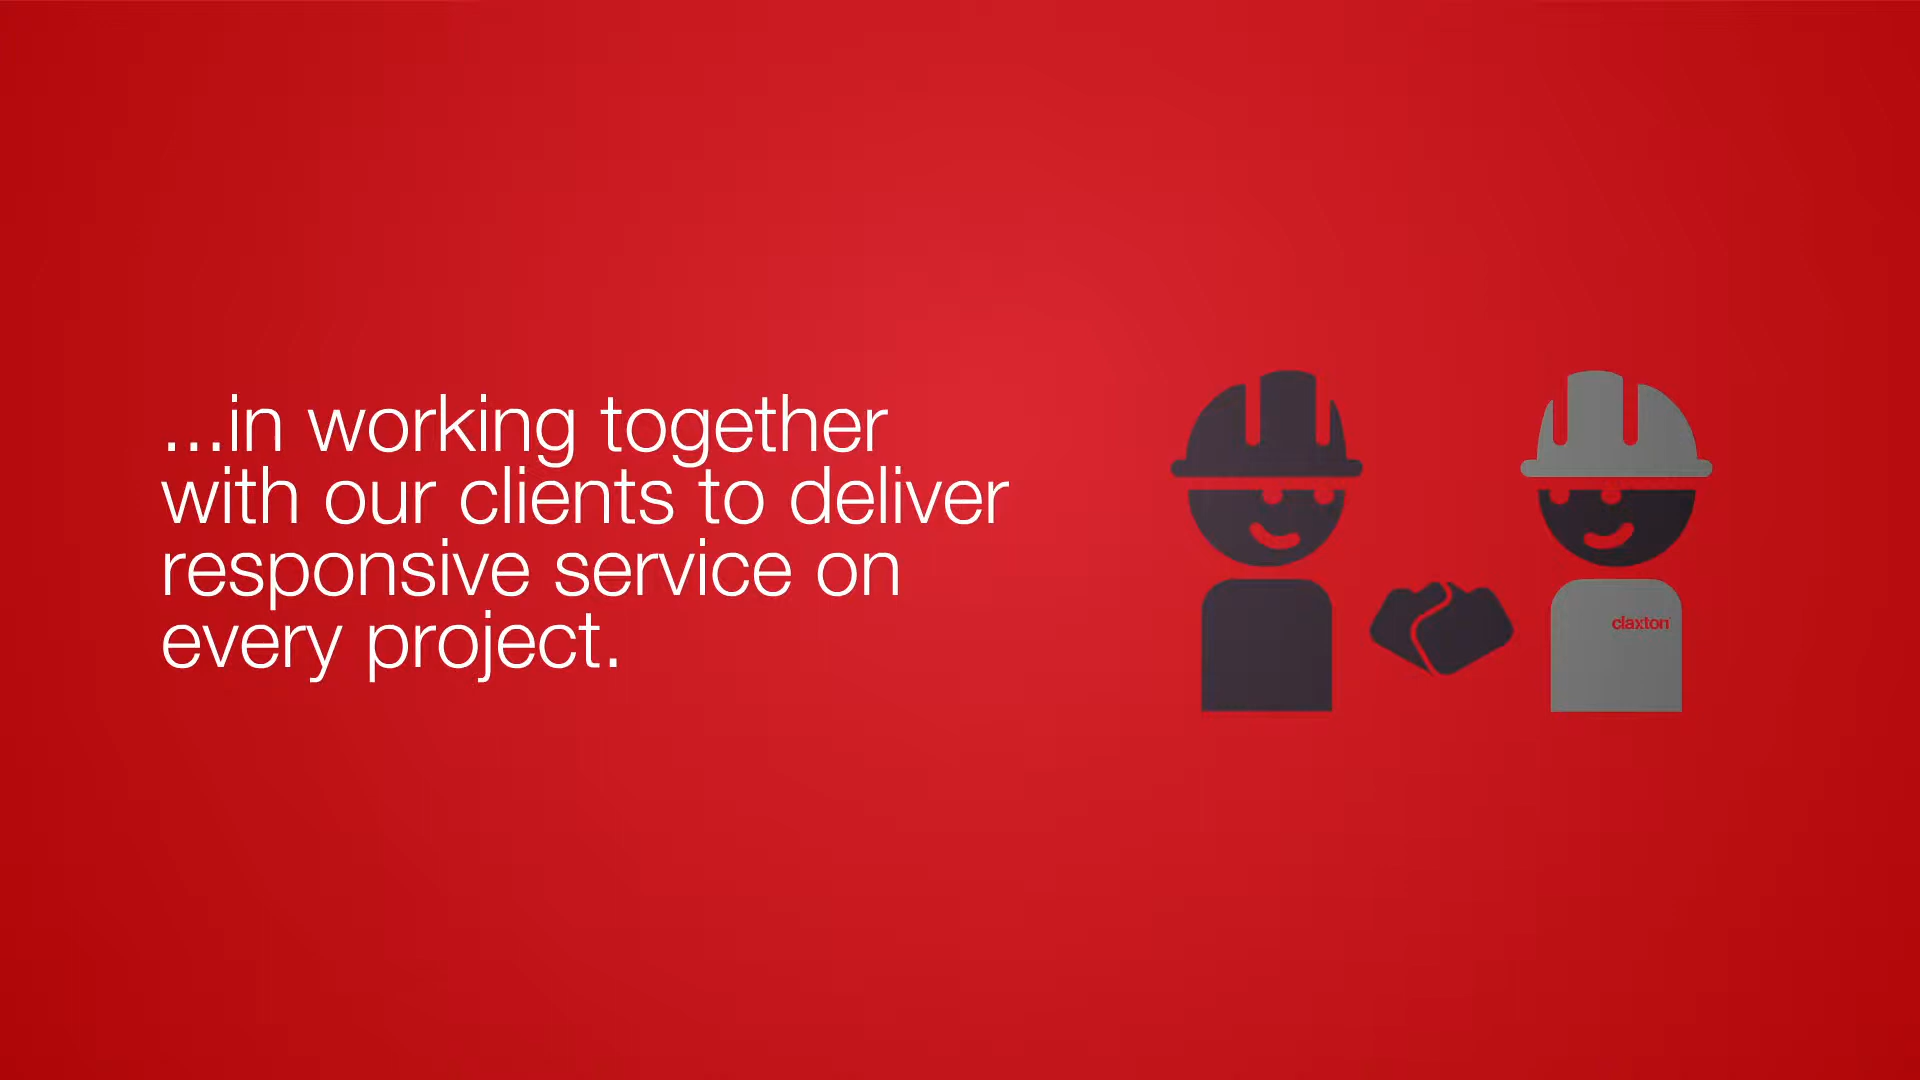 ...in working together
with our clients to deliver
responsive service on
every project.
claxton